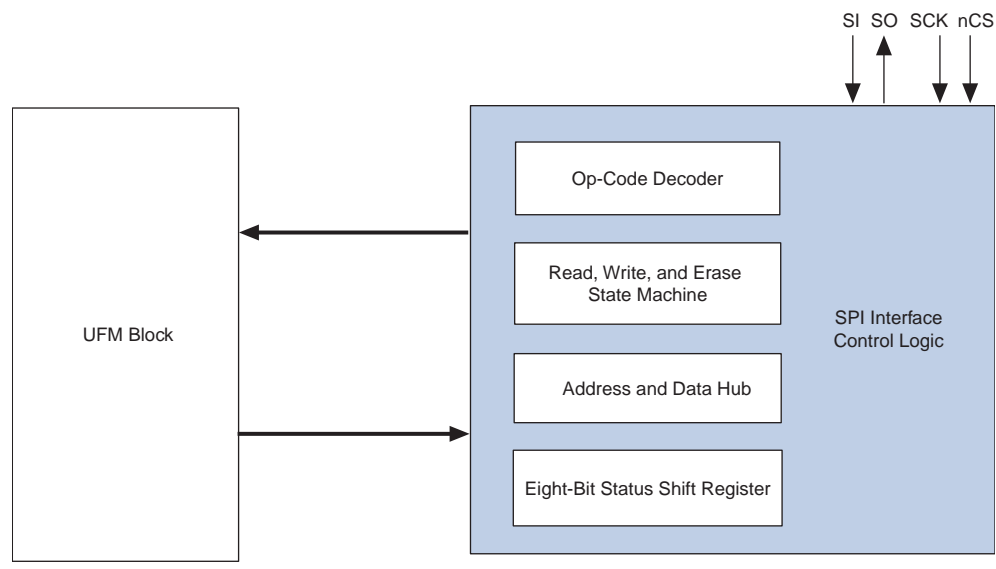 SI SO SCK nCS
Op-Code Decoder
Read, Write, and Erase
State Machine
UFM Block
SPI Interface
Control Logic
Address and Data Hub
Eight-Bit Status Shift Register